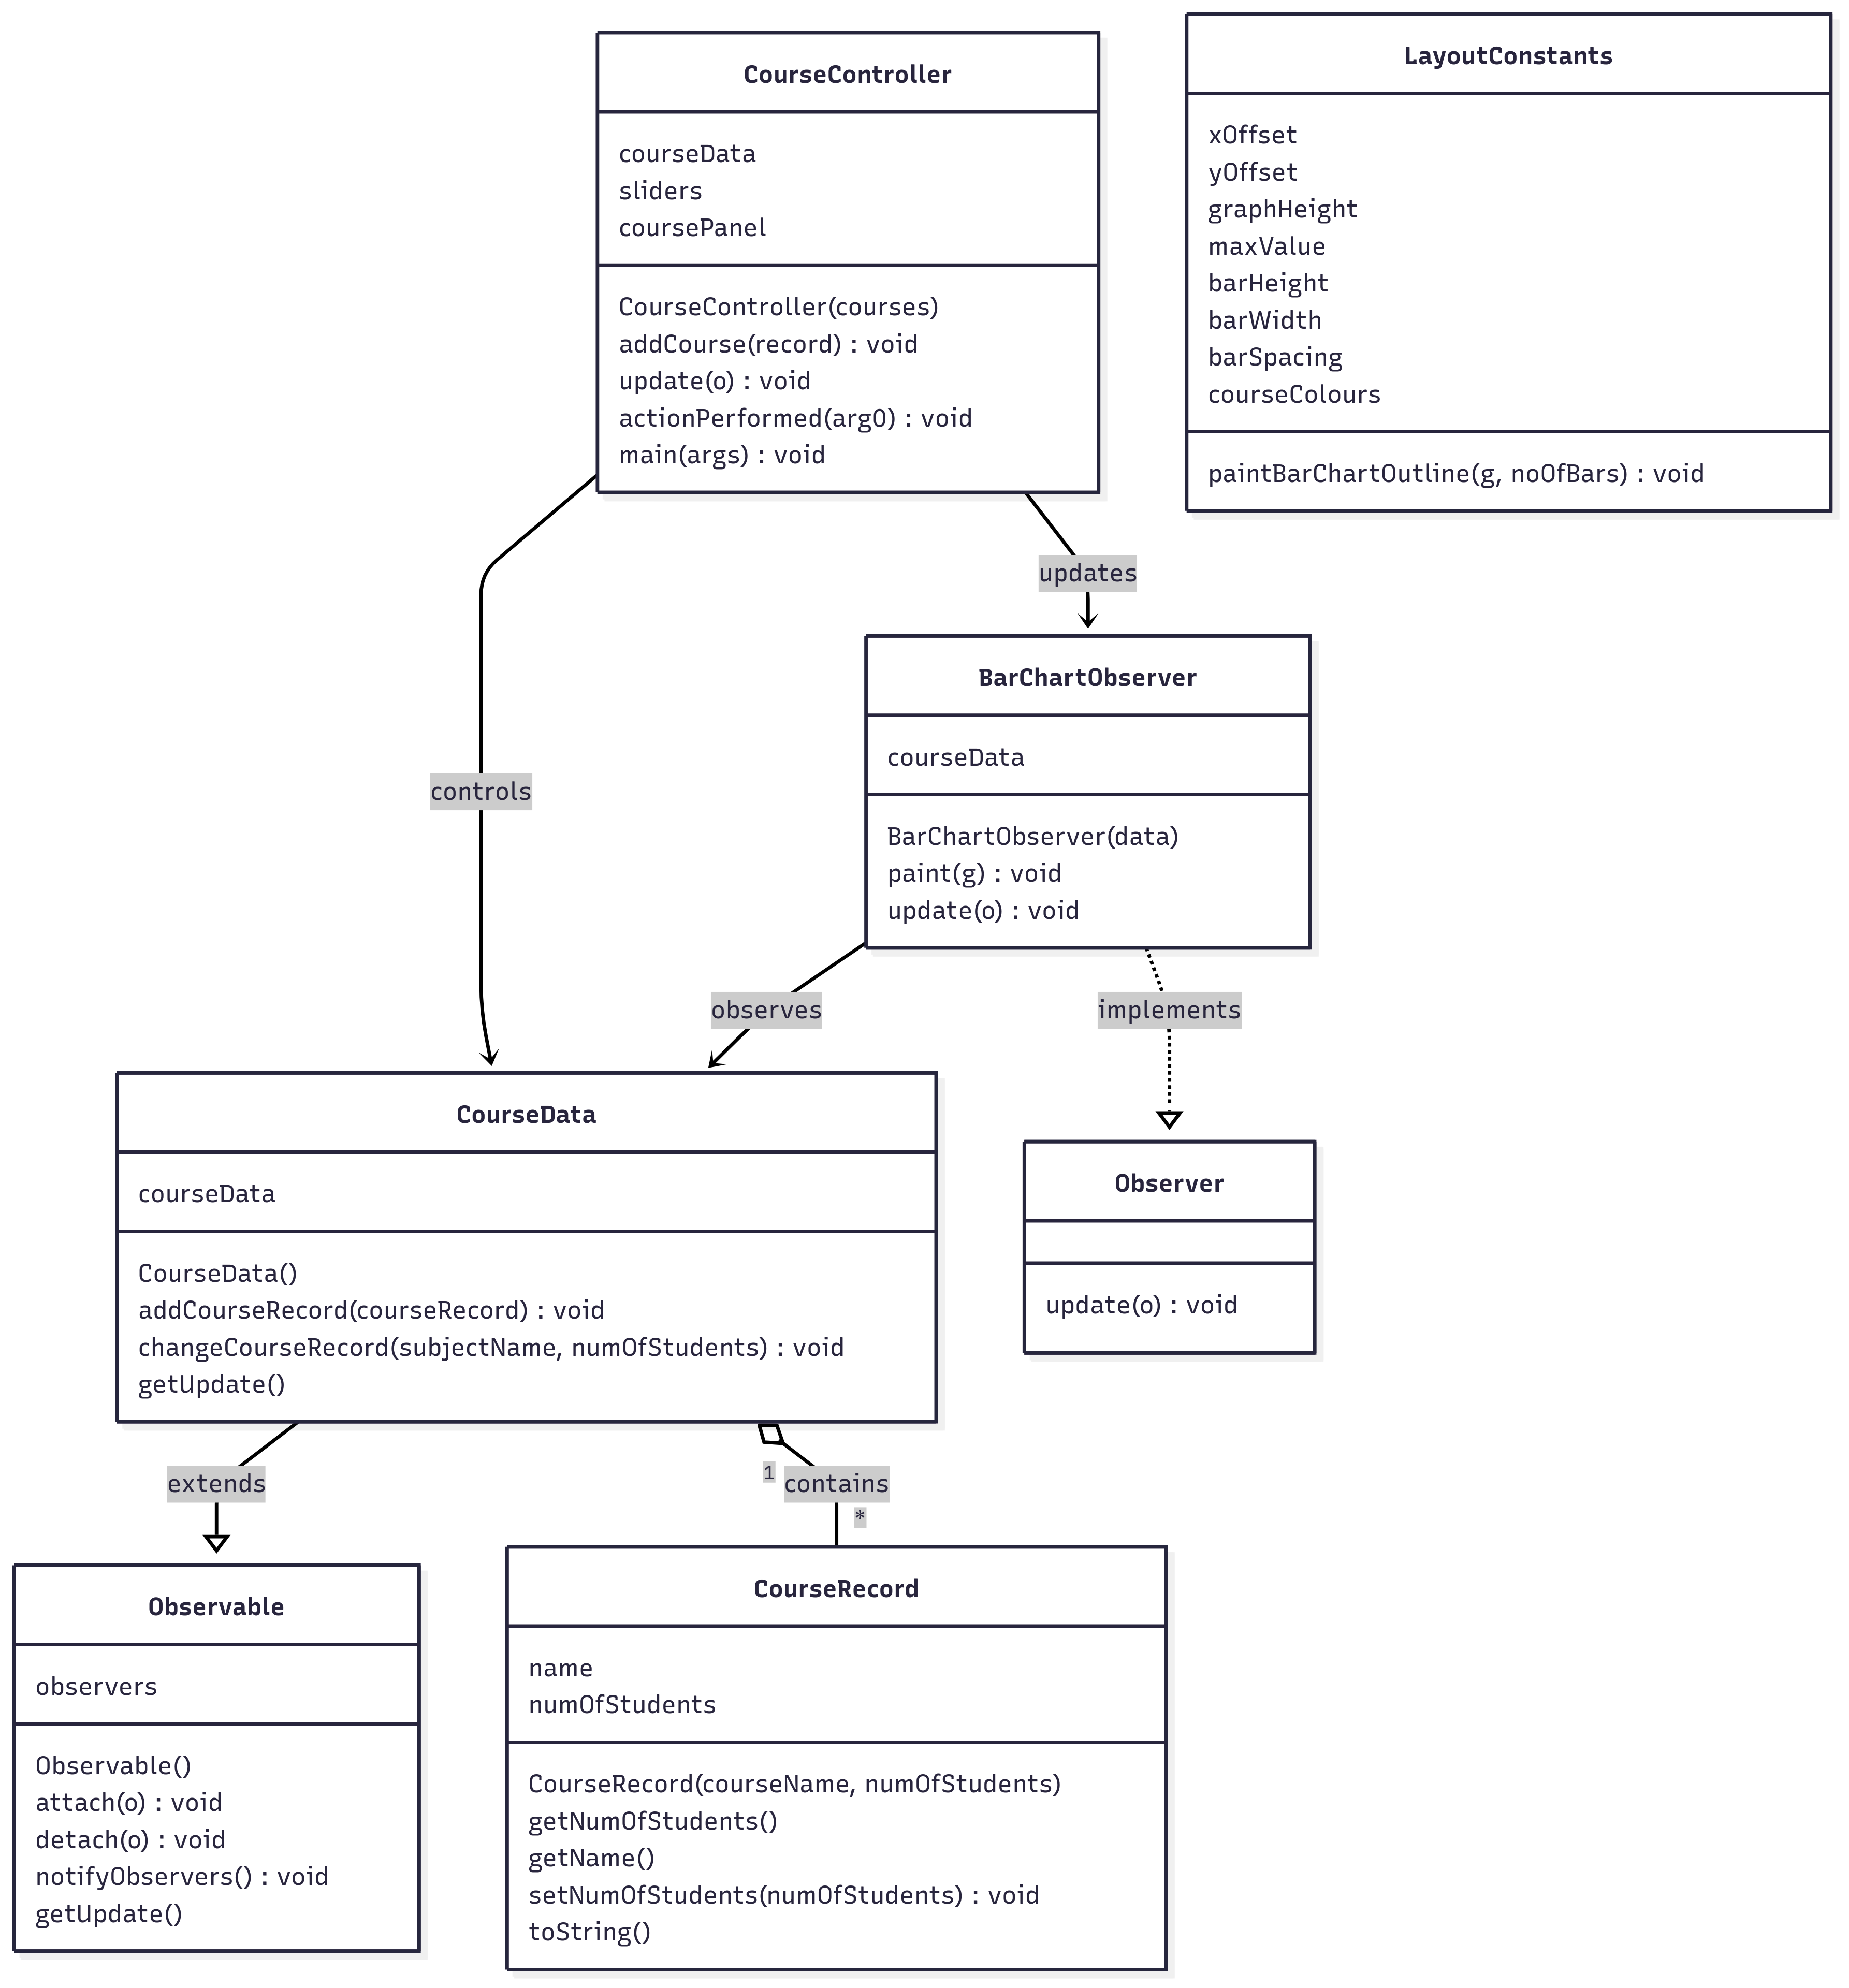 CourseController
courseData
sliders
coursePanel
CourseController(courses)
addCourse(record) : void
update(o) : void
actionPerformed(arg0) : void
main(args) : void
LayoutConstants
xOffset
yOffset
graphHeight
maxValue
barHeight
barWidth
barSpacing
courseColours
paintBarChartOutline(g, noOfBars) : void
updates
controls
BarChartObserver
courseData
BarChartObserver(data)
paint(g) : void
update(o) : void
observes
implements
CourseData
courseData
CourseData()
addCourseRecord(courseRecord) : void
changeCourseRecord(subjectName, numOfStudents) : void
getUpdate()
Observer
update(o) : void
extends
1
contains
*
Observable
observers
Observable()
attach(o) : void
detach(o) : void
notifyObservers() : void
getUpdate()
CourseRecord
name
numOfStudents
CourseRecord(courseName, numOfStudents)
getNumOfStudents()
getName()
setNumOfStudents(numOfStudents) : void
toString()